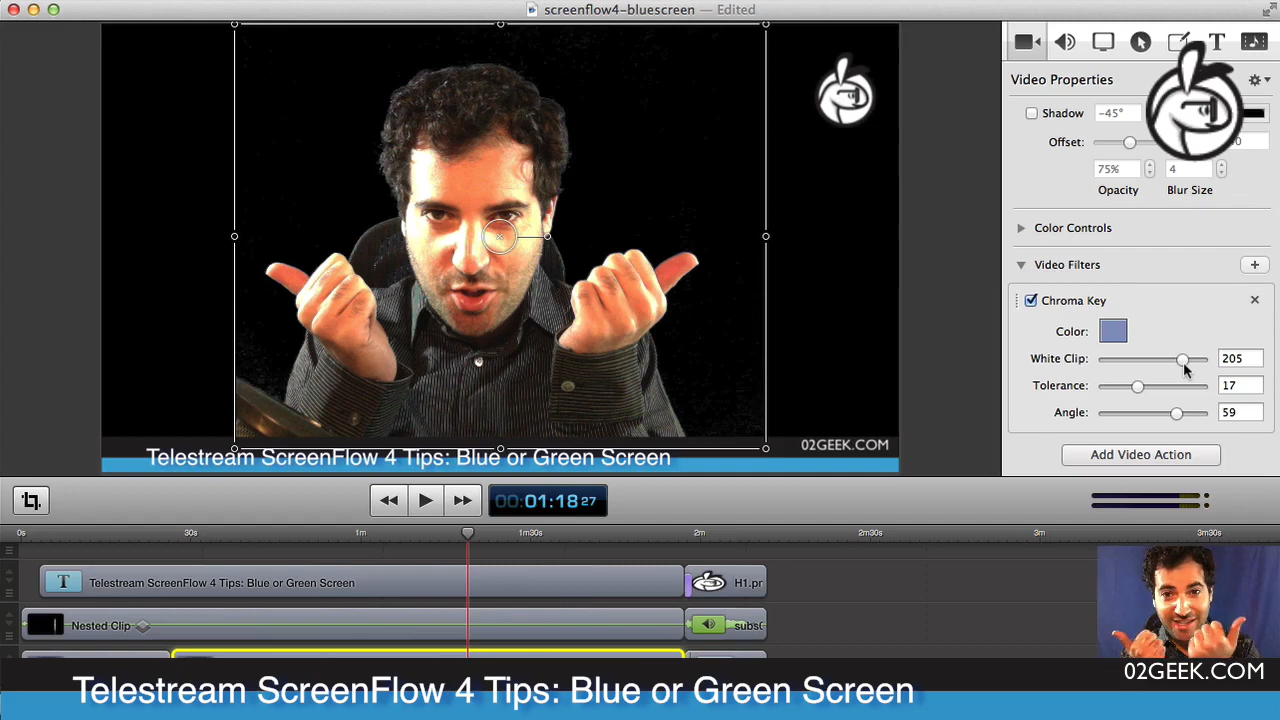 screenflow4-bluescreen — Edited
Video Properties
Shadow
-45°
Offset:
75%
4
Opacity
Blur Size
Color Controls
Video Filters
Chroma Key
Color:
White Clip:
205
Tolerance:
17
Angle:
59
Add Video Action
02GEEK.COM
Telestream ScreenFlow 4 Tips: Blue or Green Screen
00:01:18 27
0s
30s
1m
1m30s
2m
2m30s
3m
3m30s
T
Telestream ScreenFlow 4 Tips: Blue or Green Screen
H1.pr
Nested Clip
02GEEK.COM
Telestream ScreenFlow 4 Tips: Blue or Green Screen